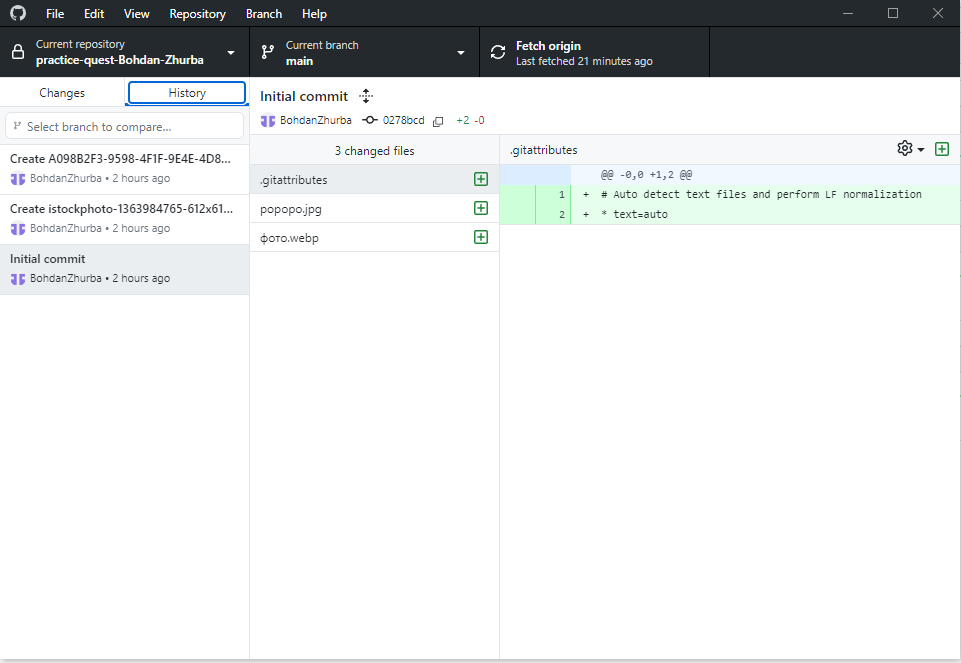 File Edit View Repository Branch Help
Current repository
practice-quest-Bohdan-Zhurba
Current branch
main
Fetch origin
Last fetched 21 minutes ago
Changes
History
Select branch to compare...
Create A098B2F3-9598-4F1F-9E4E-4D8...
BohdanZhurba • 2 hours ago
Create istockphoto-1363984765-612x61...
BohdanZhurba • 2 hours ago
Initial commit
BohdanZhurba • 2 hours ago
Initial commit
BohdanZhurba 0278bcd +2 -0
3 changed files
.gitattributes
popopo.jpg
фото.webp
.gitattributes
@@ -0,0 +1,2 @@
1 + # Auto detect text files and perform LF normalization
2 + * text=auto